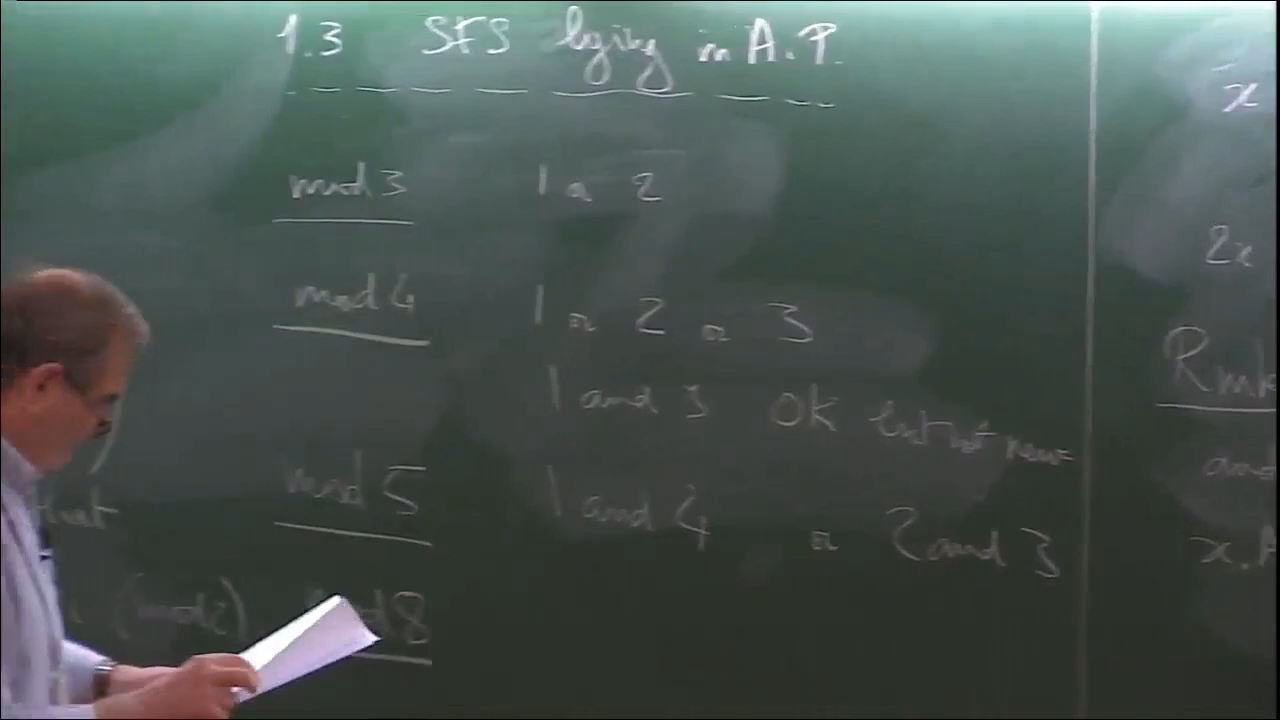 1.3 SFS lying in A.P.
mod 3 1 or 2
mod 4 1 or 2 or 3
1 and 3 OK but not new
mod 5 1 and 4 or 2 and 3
that
(mod 2) mod 8
x
2x
Rmk
and
x.A